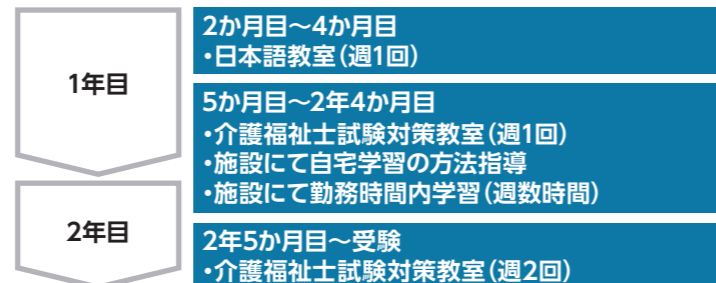 1年目
2か月目～4か月目
・日本語教室（週1回）
5か月目～2年4か月目
・介護福祉士試験対策教室（週1回）
・施設にて自宅学習の方法指導
・施設にて勤務時間内学習（週数時間）
2年目
2年5か月目～受験
・介護福祉士試験対策教室（週2回）